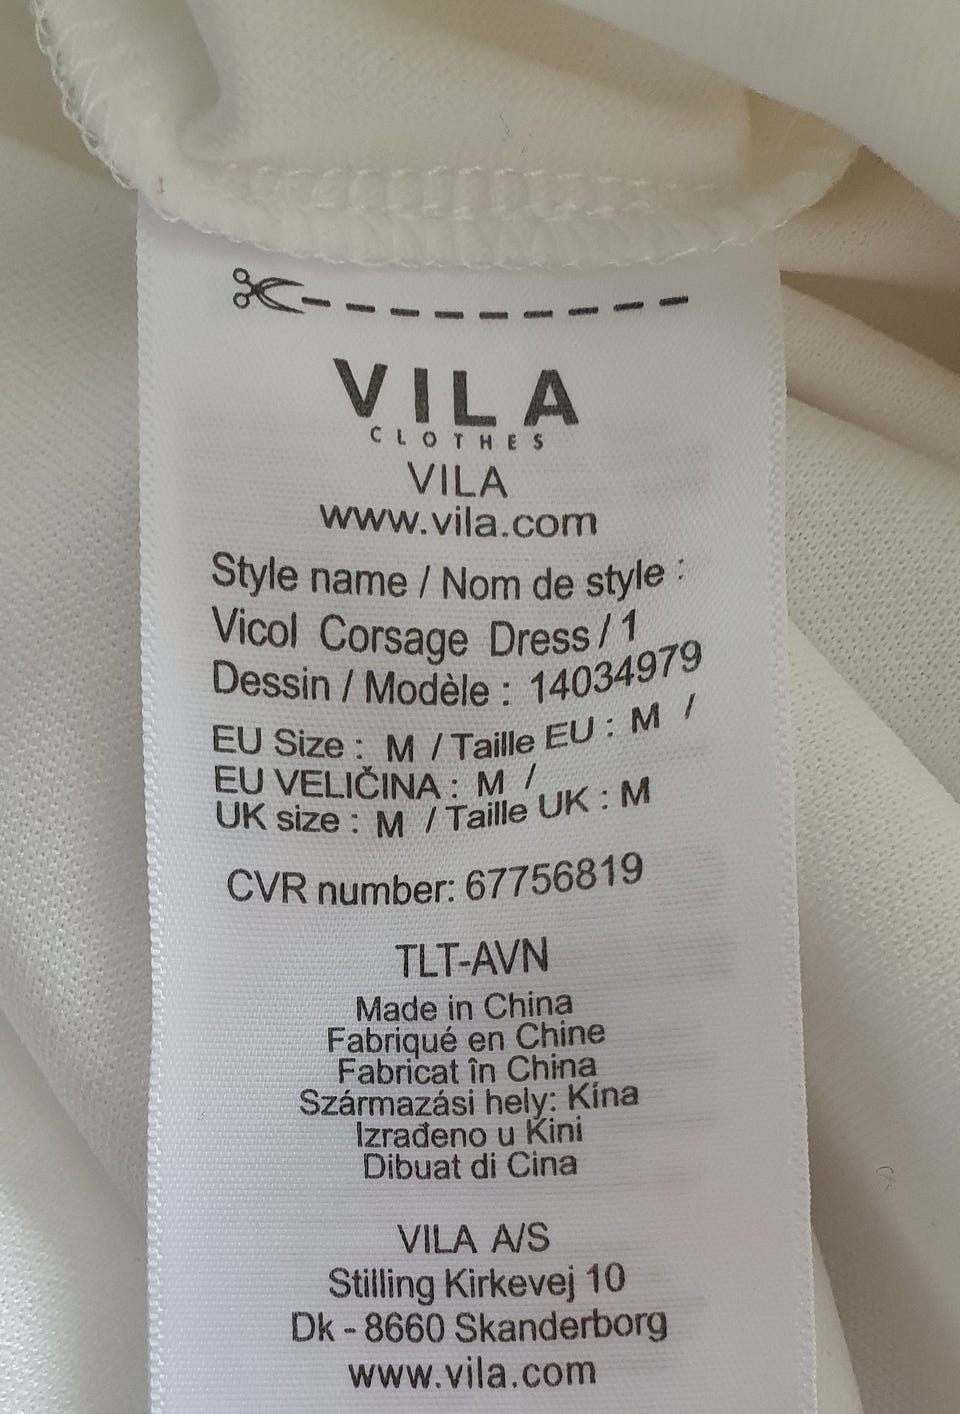 VILA
CLOTHES
VILA
www.vila.com
Style name / Nom de style :
Vicol Corsage Dress / 1
Dessin / Modèle : 14034979
EU Size : M / Taille EU : M /
EU VELIČINA : M /
UK size : M / Taille UK : M
CVR number: 67756819
TLT-AVN
Made in China
Fabriqué en Chine
Fabricat în China
Származási hely: Kína
Izrađeno u Kini
Dibuat di Cina
VILA A/S
Stilling Kirkevej 10
Dk - 8660 Skanderborg
www.vila.com